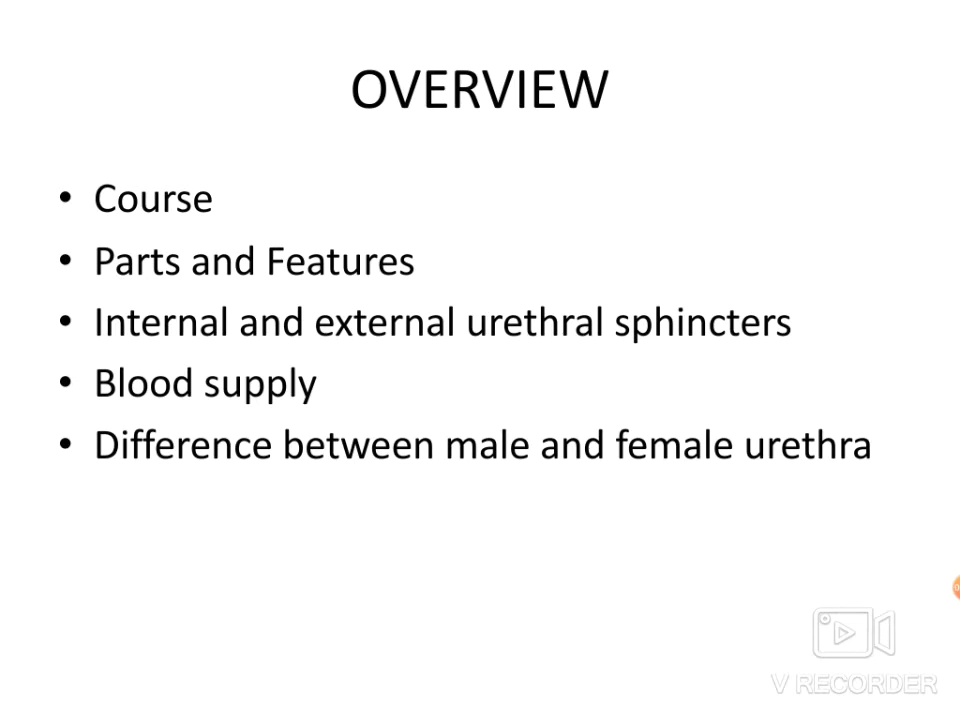 OVERVIEW
• Course
• Parts and Features
• Internal and external urethral sphincters
• Blood supply
• Difference between male and female urethra
V RECORDER